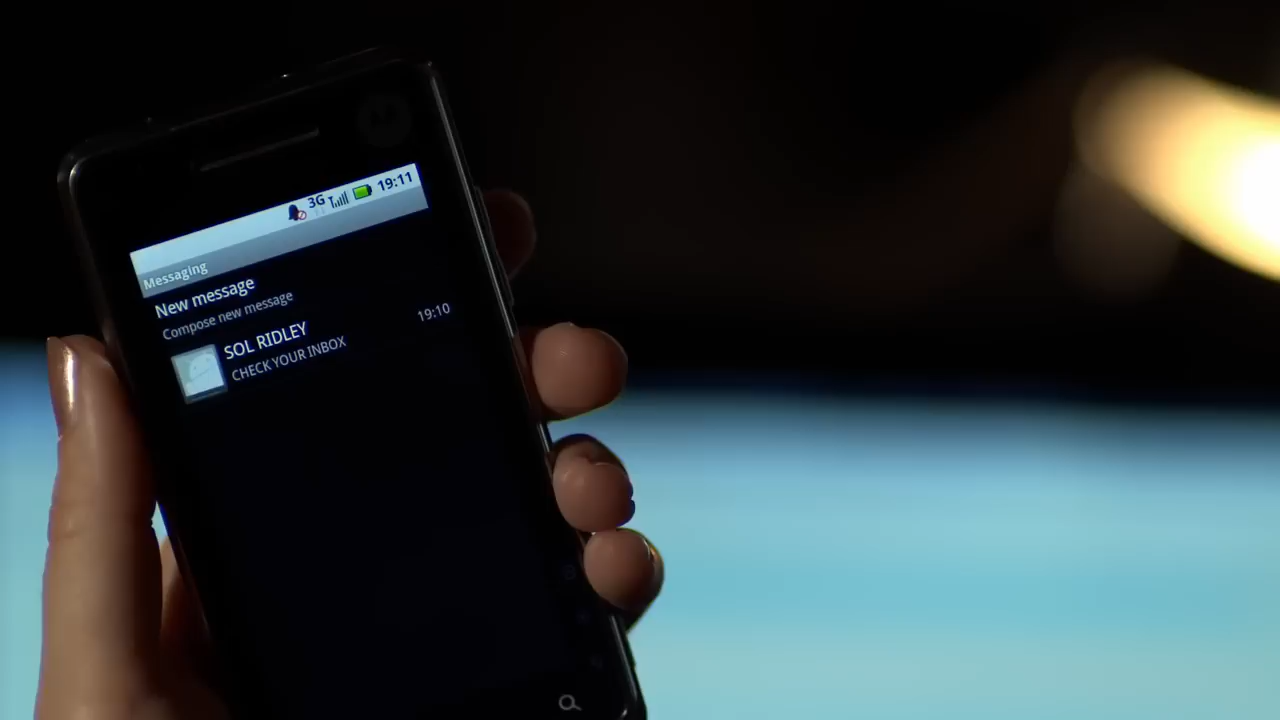 3G 19:11
Messaging
New message
Compose new message
SOL RIDLEY 19:10
CHECK YOUR INBOX